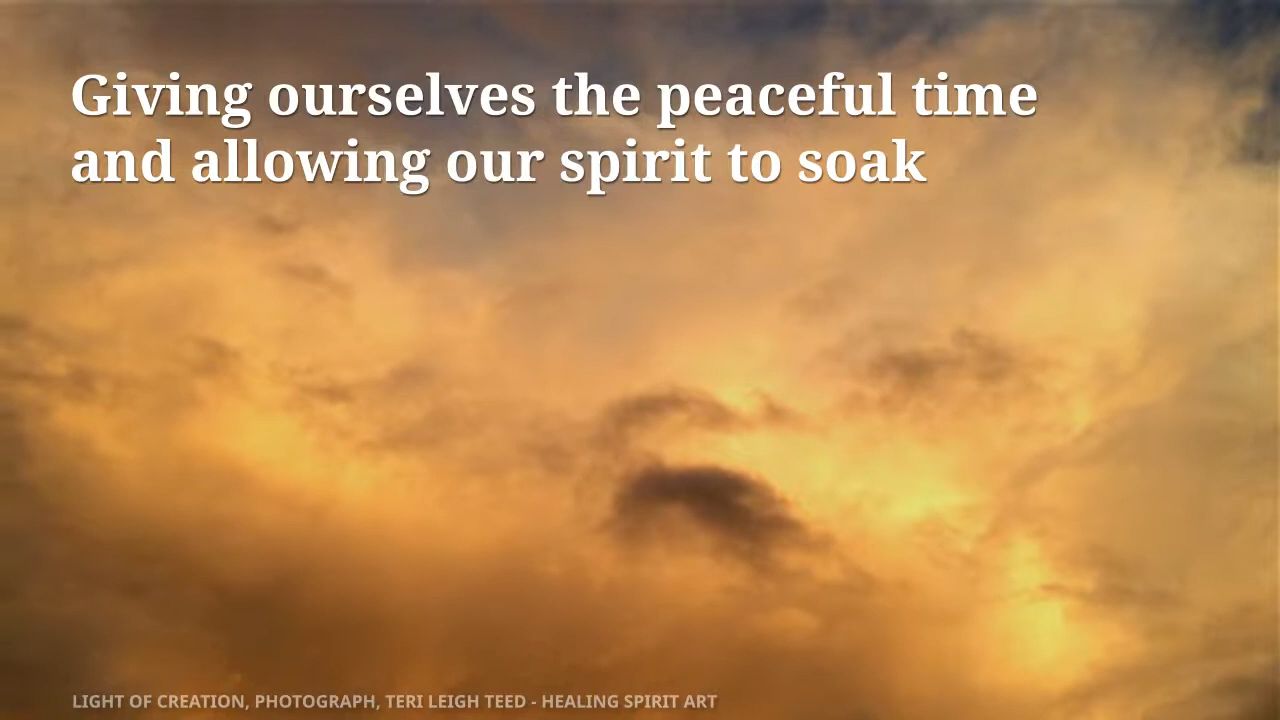 Giving ourselves the peaceful time
and allowing our spirit to soak
LIGHT OF CREATION, PHOTOGRAPH, TERI LEIGH TEED - HEALING SPIRIT ART